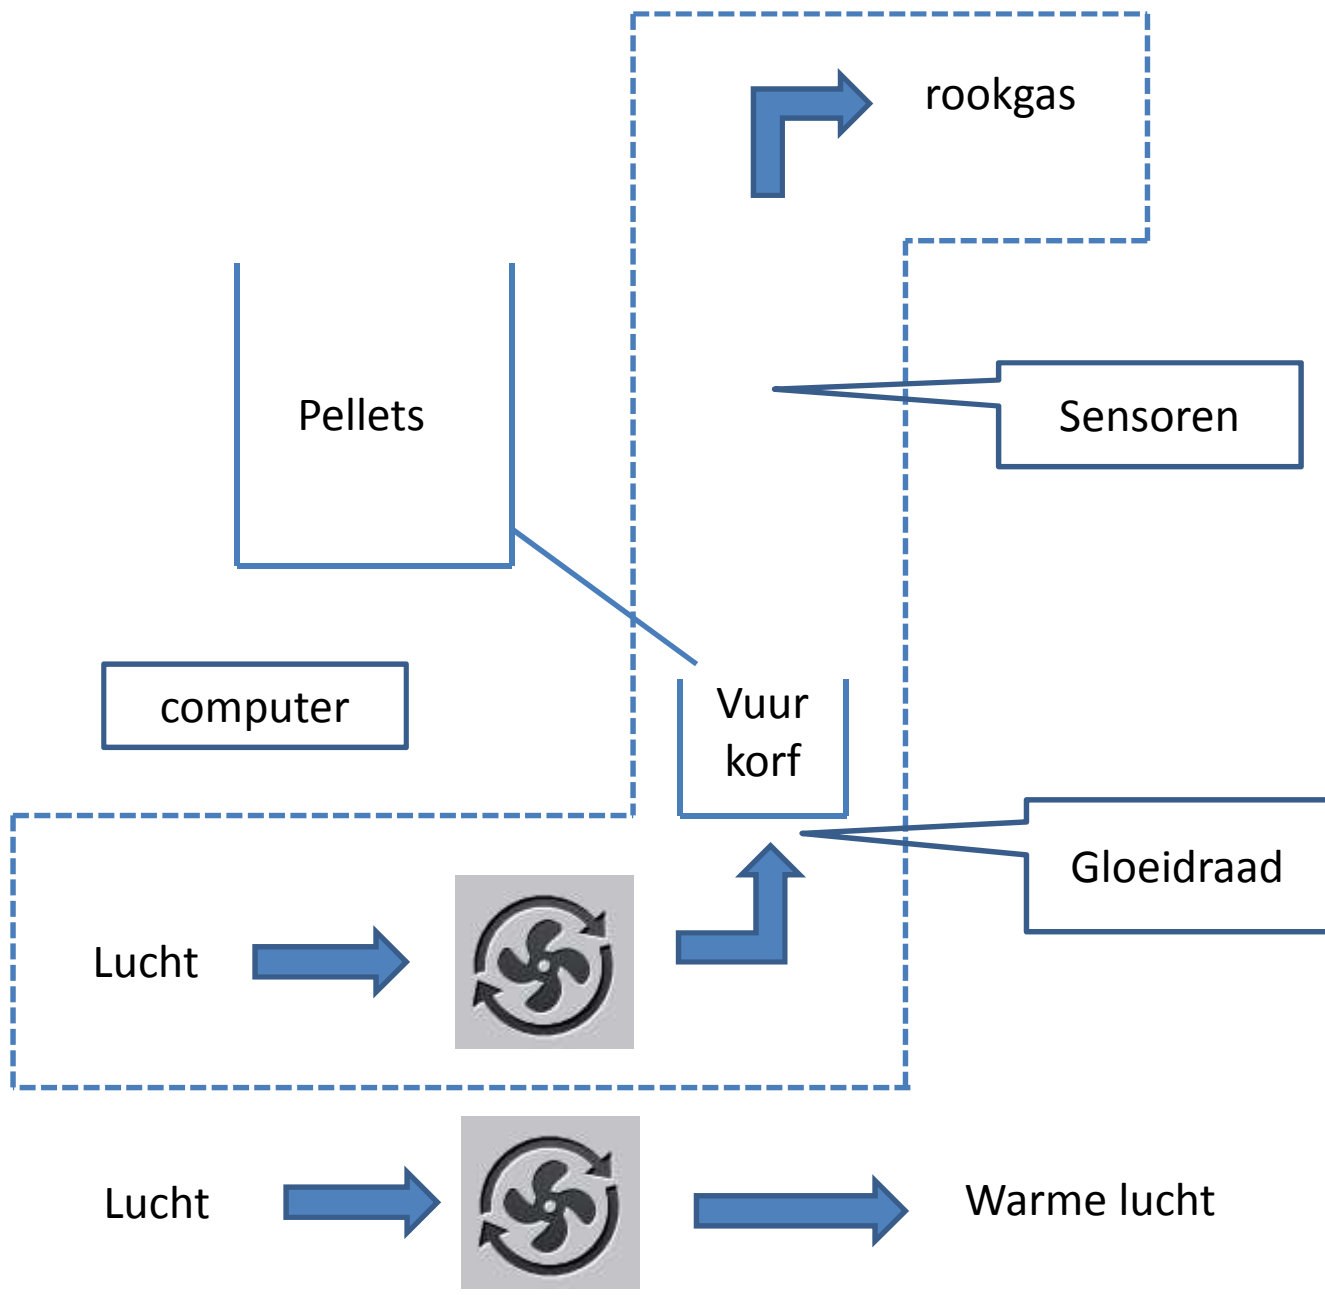 rookgas
Pellets
Sensoren
computer
Vuur
korf
Gloeidraad
Lucht
Lucht
Warme lucht